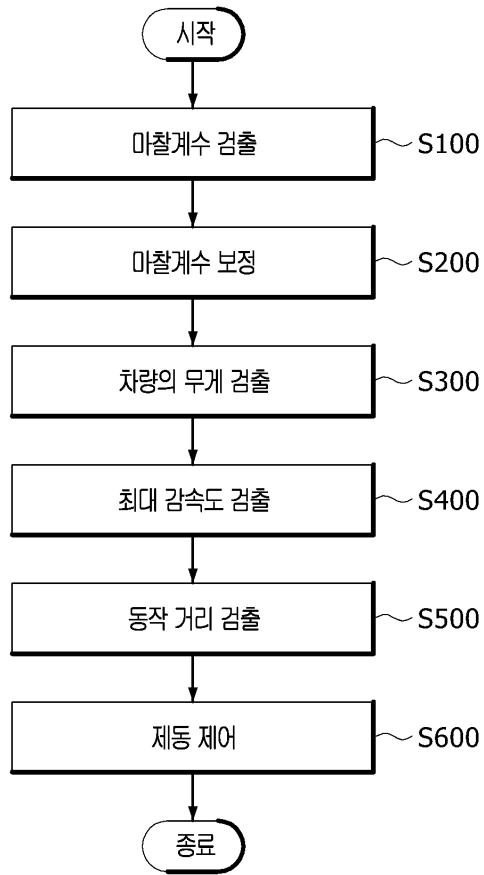 시작
마찰계수 검출
S100
마찰계수 보정
S200
차량의 무게 검출
S300
최대 감속도 검출
S400
동작 거리 검출
S500
제동 제어
S600
종료